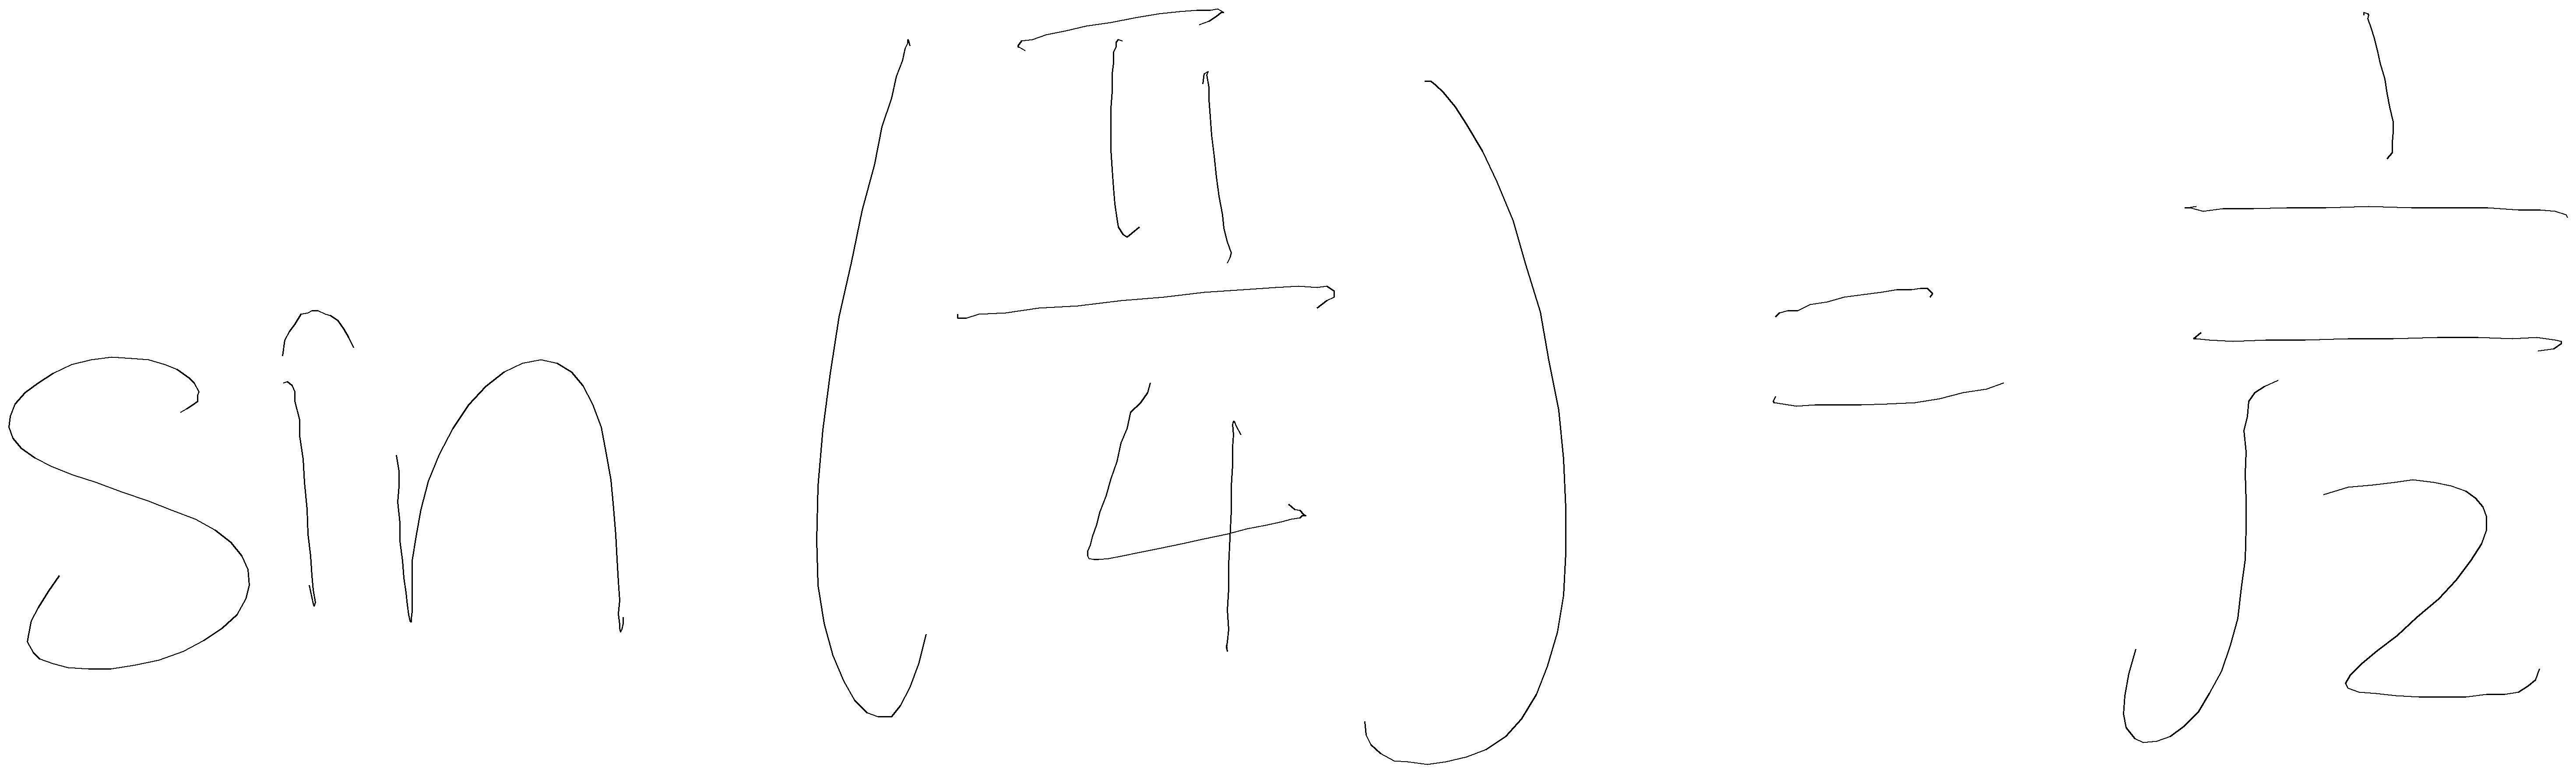 sin(π/4) = 1/√2